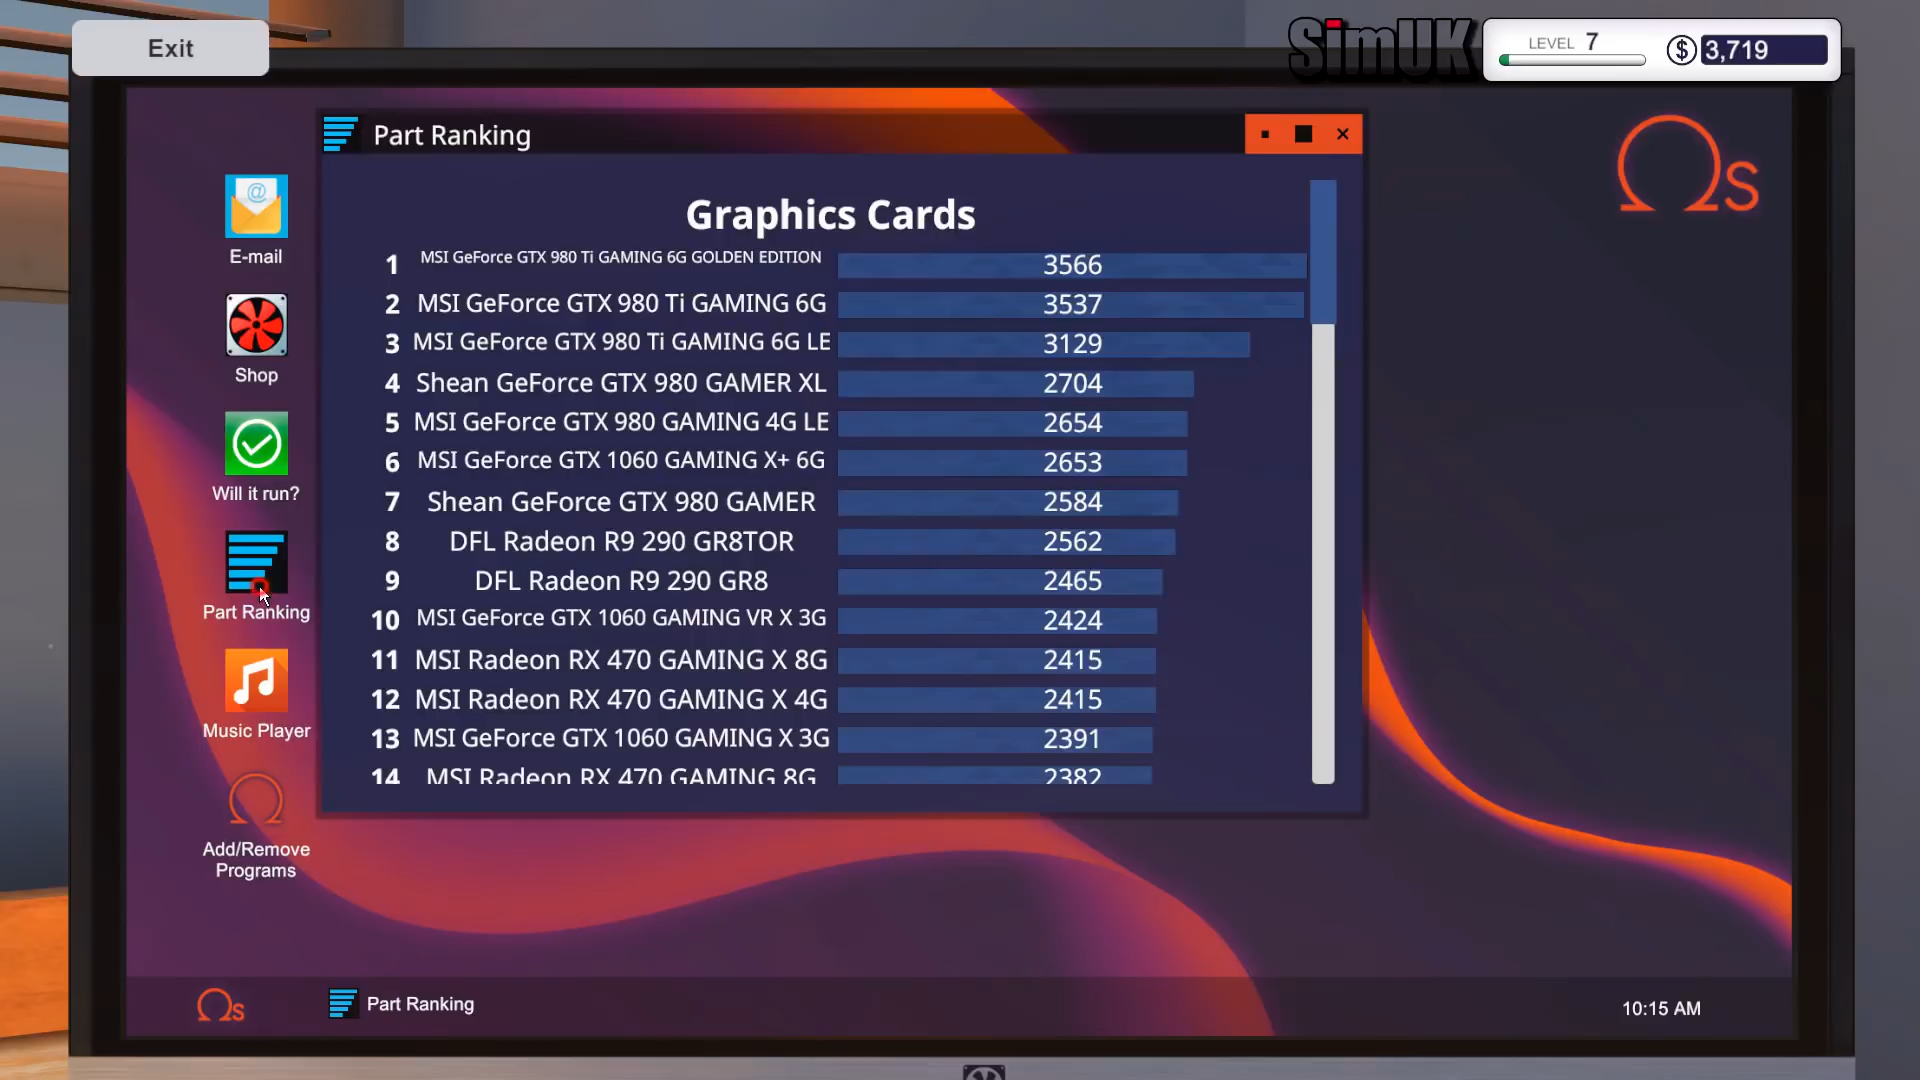 Exit
SimUK
LEVEL 7
$ 3,719
Part Ranking
Graphics Cards
1 MSI GeForce GTX 980 Ti GAMING 6G GOLDEN EDITION 3566
2 MSI GeForce GTX 980 Ti GAMING 6G 3537
3 MSI GeForce GTX 980 Ti GAMING 6G LE 3129
4 Shean GeForce GTX 980 GAMER XL 2704
5 MSI GeForce GTX 980 GAMING 4G LE 2654
6 MSI GeForce GTX 1060 GAMING X+ 6G 2653
7 Shean GeForce GTX 980 GAMER 2584
8 DFL Radeon R9 290 GR8TOR 2562
9 DFL Radeon R9 290 GR8 2465
10 MSI GeForce GTX 1060 GAMING VR X 3G 2424
11 MSI Radeon RX 470 GAMING X 8G 2415
12 MSI Radeon RX 470 GAMING X 4G 2415
13 MSI GeForce GTX 1060 GAMING X 3G 2391
14 MSI Radeon RX 470 GAMING 8G 2382
E-mail
Shop
Will it run?
Part Ranking
Music Player
Add/Remove
Programs
Ωs
Ωs
Part Ranking
10:15 AM